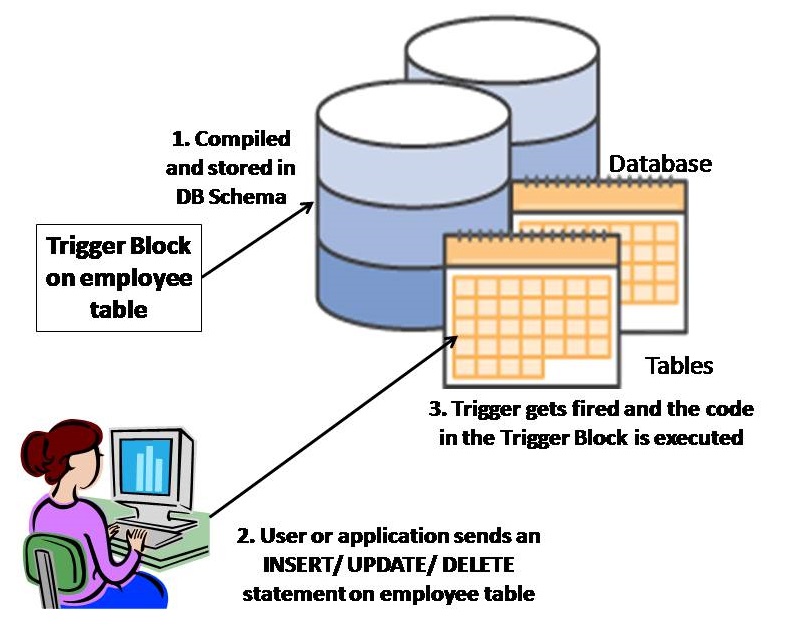 1. Compiled
and stored in
DB Schema
Database
Trigger Block
on employee
table
Tables
3. Trigger gets fired and the code
in the Trigger Block is executed
2. User or application sends an
INSERT/ UPDATE/ DELETE
statement on employee table